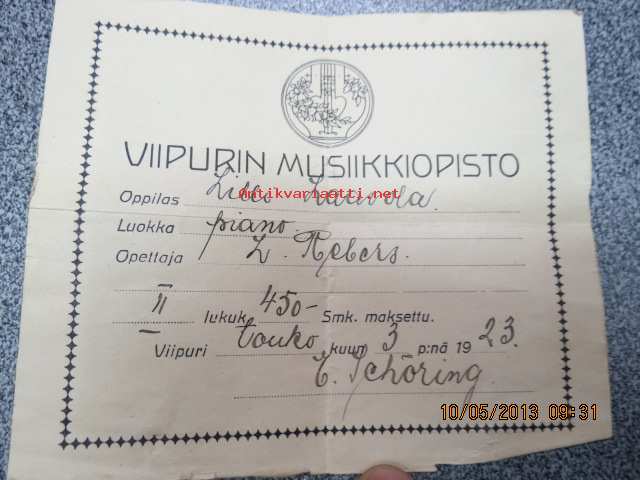 VIIPURIN MUSIIKKIOPISTO
Antikvariaatti.net
Oppilas
Luokka piano.
Opettaja L. Rebers.
II lukuk. 450- Smk. maksettu.
Viipuri touko kuun 3 p:nä 1923.
E. Schöring.
10/05/2013 09:31